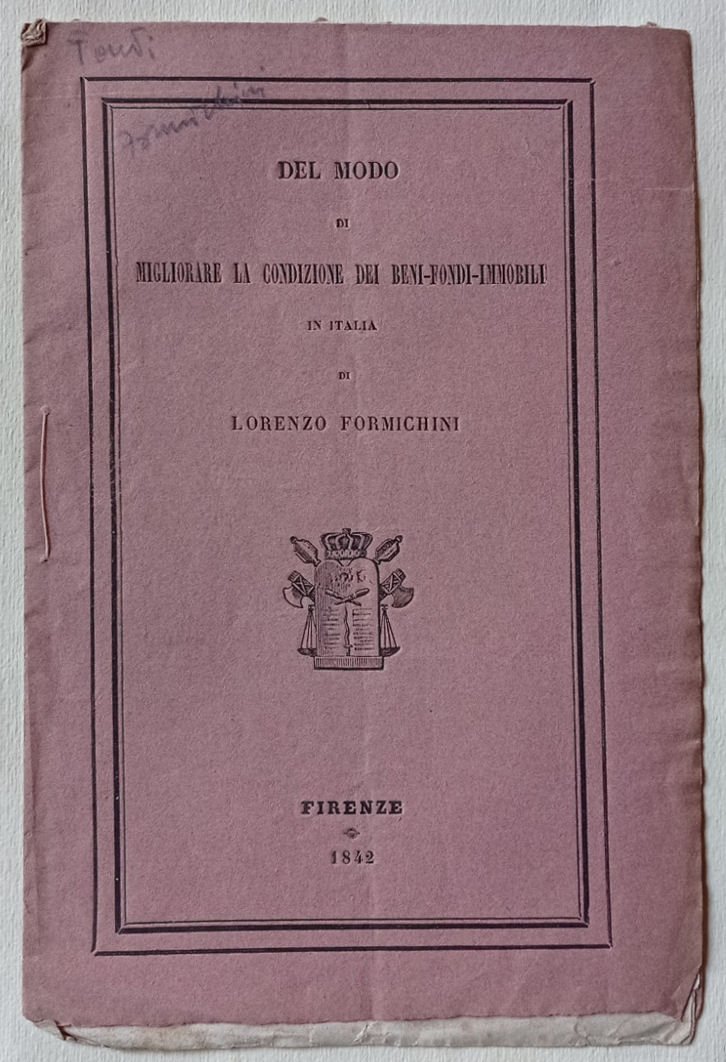 Fondi
Formichini
DEL MODO
DI
MIGLIORARE LA CONDIZIONE DEI BENI-FONDI-IMMOBILI
IN ITALIA
DI
LORENZO FORMICHINI
FIRENZE
1842